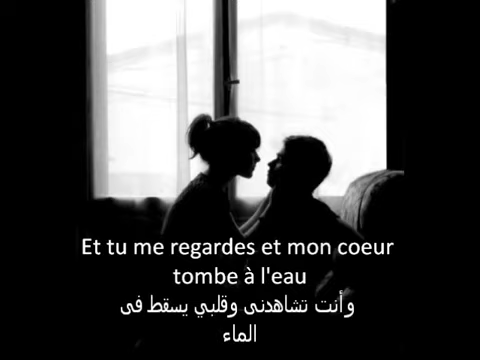 Et tu me regardes et mon coeur
tombe à l'eau
وأنت تشاهدنى وقلبي يسقط فى
الماء